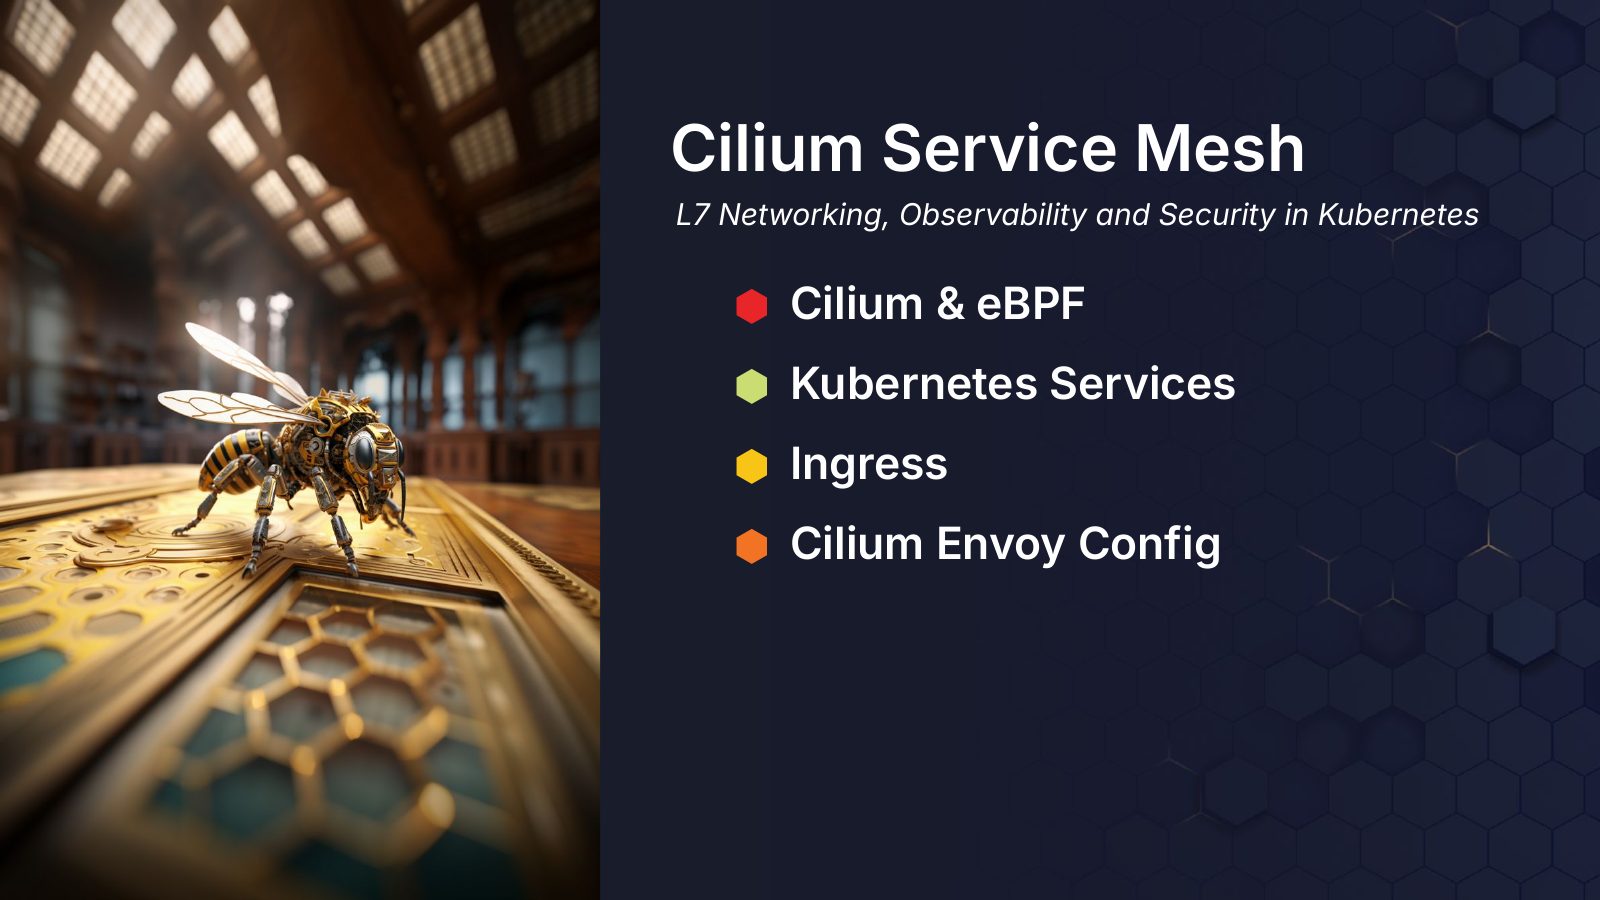 Cilium Service Mesh
L7 Networking, Observability and Security in Kubernetes
Cilium & eBPF
Kubernetes Services
Ingress
Cilium Envoy Config